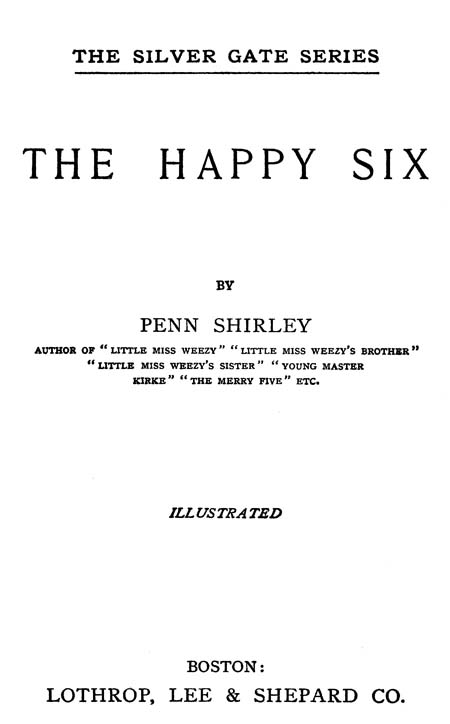 THE SILVER GATE SERIES
THE HAPPY SIX
BY
PENN SHIRLEY
AUTHOR OF “LITTLE MISS WEEZY” “LITTLE MISS WEEZY'S BROTHER”
“LITTLE MISS WEEZY'S SISTER” “YOUNG MASTER
KIRKE” “THE MERRY FIVE” ETC.
ILLUSTRATED
BOSTON:
LOTHROP, LEE & SHEPARD CO.